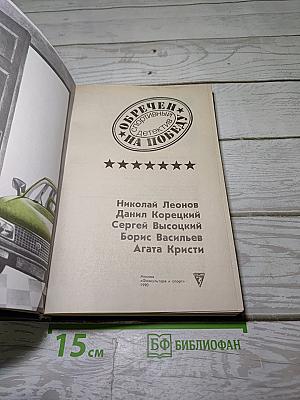 ОБРЕЧЕН
СПОРТИВНЫЙ
ДЕТЕКТИВ
НА ПОБЕДУ
Николай Леонов
Данил Корецкий
Сергей Высоцкий
Борис Васильев
Агата Кристи
Москва
«Физкультура и спорт»
1990
15 см
БФ БИБЛИОФАН